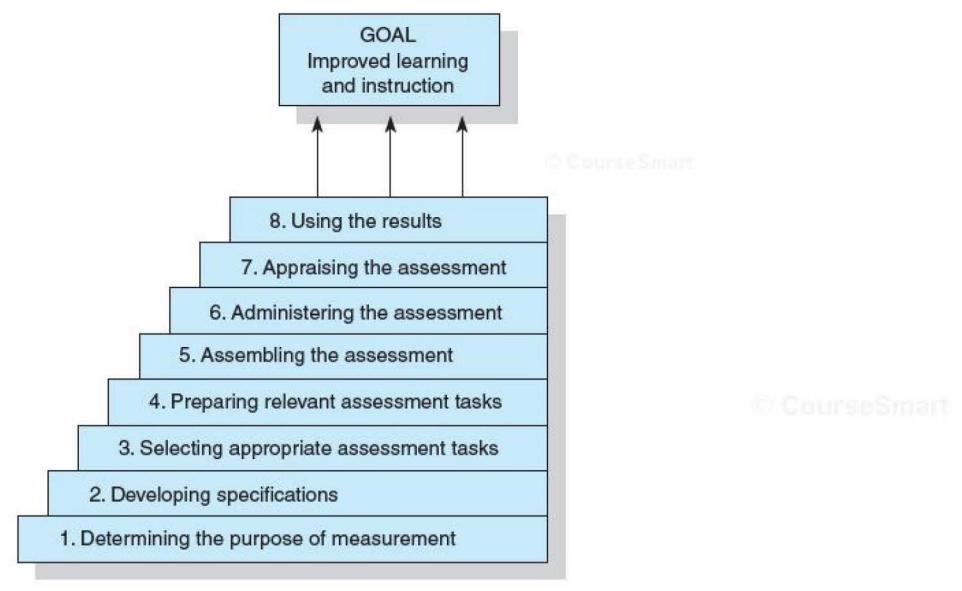 GOAL
Improved learning
and instruction
© CourseSmart
8. Using the results
7. Appraising the assessment
6. Administering the assessment
5. Assembling the assessment
4. Preparing relevant assessment tasks
© CourseSmart
3. Selecting appropriate assessment tasks
2. Developing specifications
1. Determining the purpose of measurement